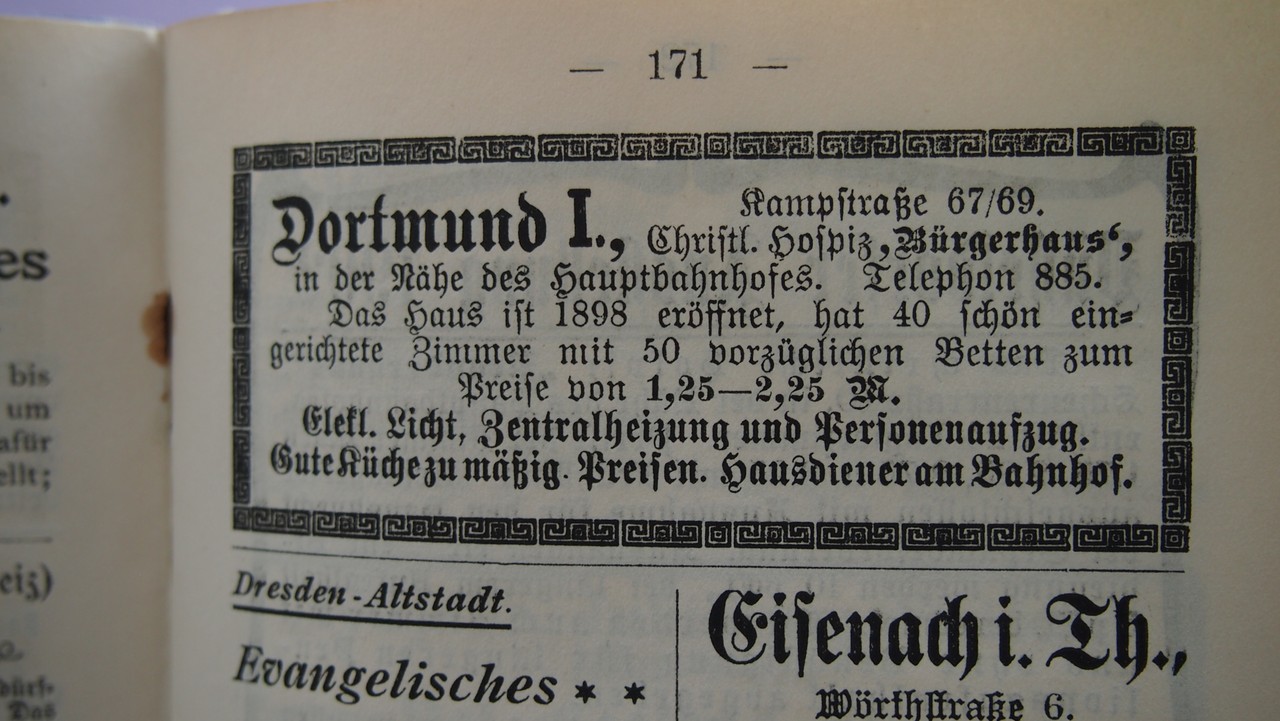 — 171 —
Dortmund I., Kampstraße 67/69.
Christl. Hospiz ‚Bürgerhaus‘,
in der Nähe des Hauptbahnhofes. Telephon 885.
Das Haus ist 1898 eröffnet, hat 40 schön ein-
gerichtete Zimmer mit 50 vorzüglichen Betten zum
Preise von 1,25—2,25 M.
Elekl. Licht, Zentralheizung und Personenaufzug.
Gute Küche zu mäßig. Preisen. Hausdiener am Bahnhof.
Dresden-Altstadt.
Evangelisches * *
Eisenach i. Th.,
Wörthstraße 6.
es
bis
um
afür
ellt;
eiz)
dürf-
Das